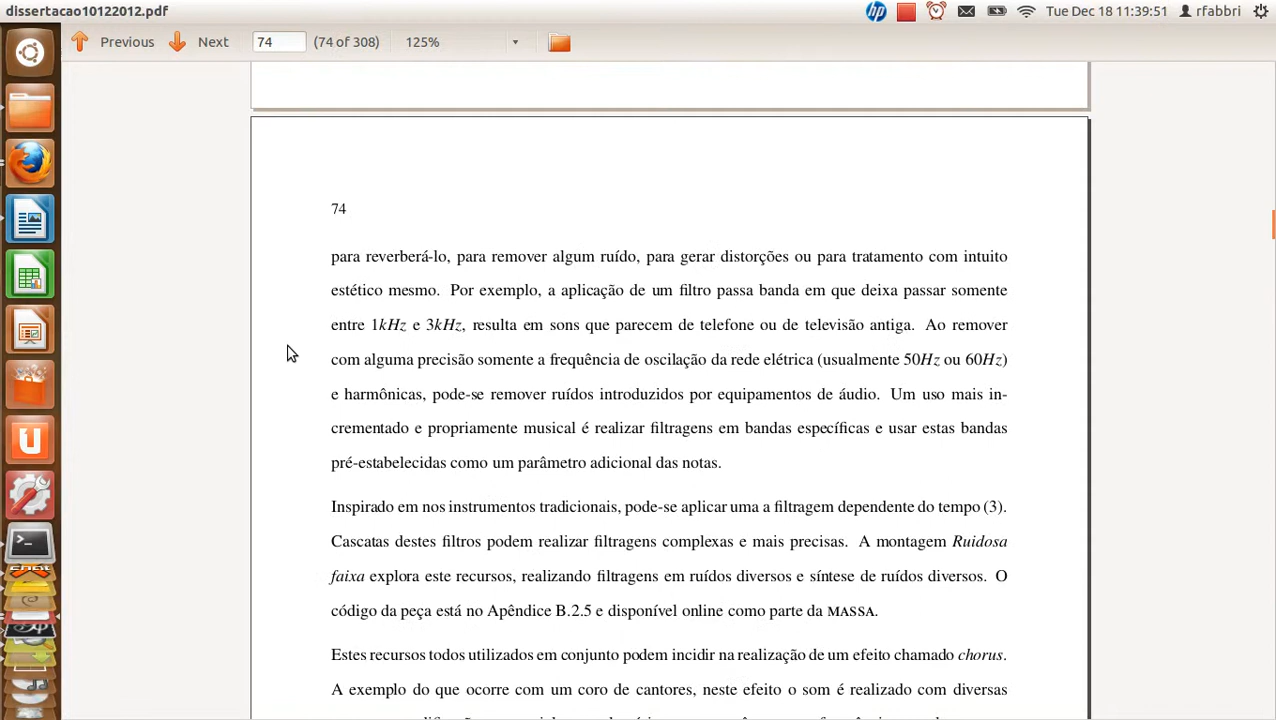 dissertacao10122012.pdf
Tue Dec 18 11:39:51
rfabbri
Previous
Next
74
(74 of 308)
125%
74
para reverberá-lo, para remover algum ruído, para gerar distorções ou para tratamento com intuito
estético mesmo. Por exemplo, a aplicação de um filtro passa banda em que deixa passar somente
entre 1kHz e 3kHz, resulta em sons que parecem de telefone ou de televisão antiga. Ao remover
com alguma precisão somente a frequência de oscilação da rede elétrica (usualmente 50Hz ou 60Hz)
e harmônicas, pode-se remover ruídos introduzidos por equipamentos de áudio. Um uso mais in-
crementado e propriamente musical é realizar filtragens em bandas específicas e usar estas bandas
pré-estabelecidas como um parâmetro adicional das notas.
Inspirado em nos instrumentos tradicionais, pode-se aplicar uma a filtragem dependente do tempo (3).
Cascatas destes filtros podem realizar filtragens complexas e mais precisas. A montagem Ruidosa
faixa explora este recursos, realizando filtragens em ruídos diversos e síntese de ruídos diversos. O
código da peça está no Apêndice B.2.5 e disponível online como parte da MASSA.
Estes recursos todos utilizados em conjunto podem incidir na realização de um efeito chamado chorus.
A exemplo do que ocorre com um coro de cantores, neste efeito o som é realizado com diversas